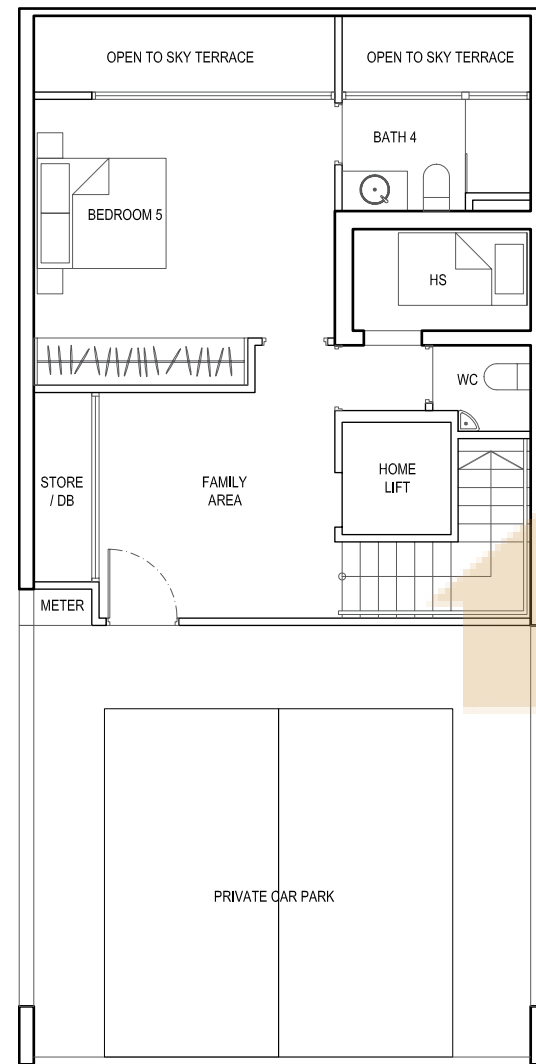 OPEN TO SKY TERRACE
OPEN TO SKY TERRACE
BATH 4
BEDROOM 5
HS
WC
STORE
/ DB
FAMILY
AREA
HOME
LIFT
METER
PRIVATE CAR PARK